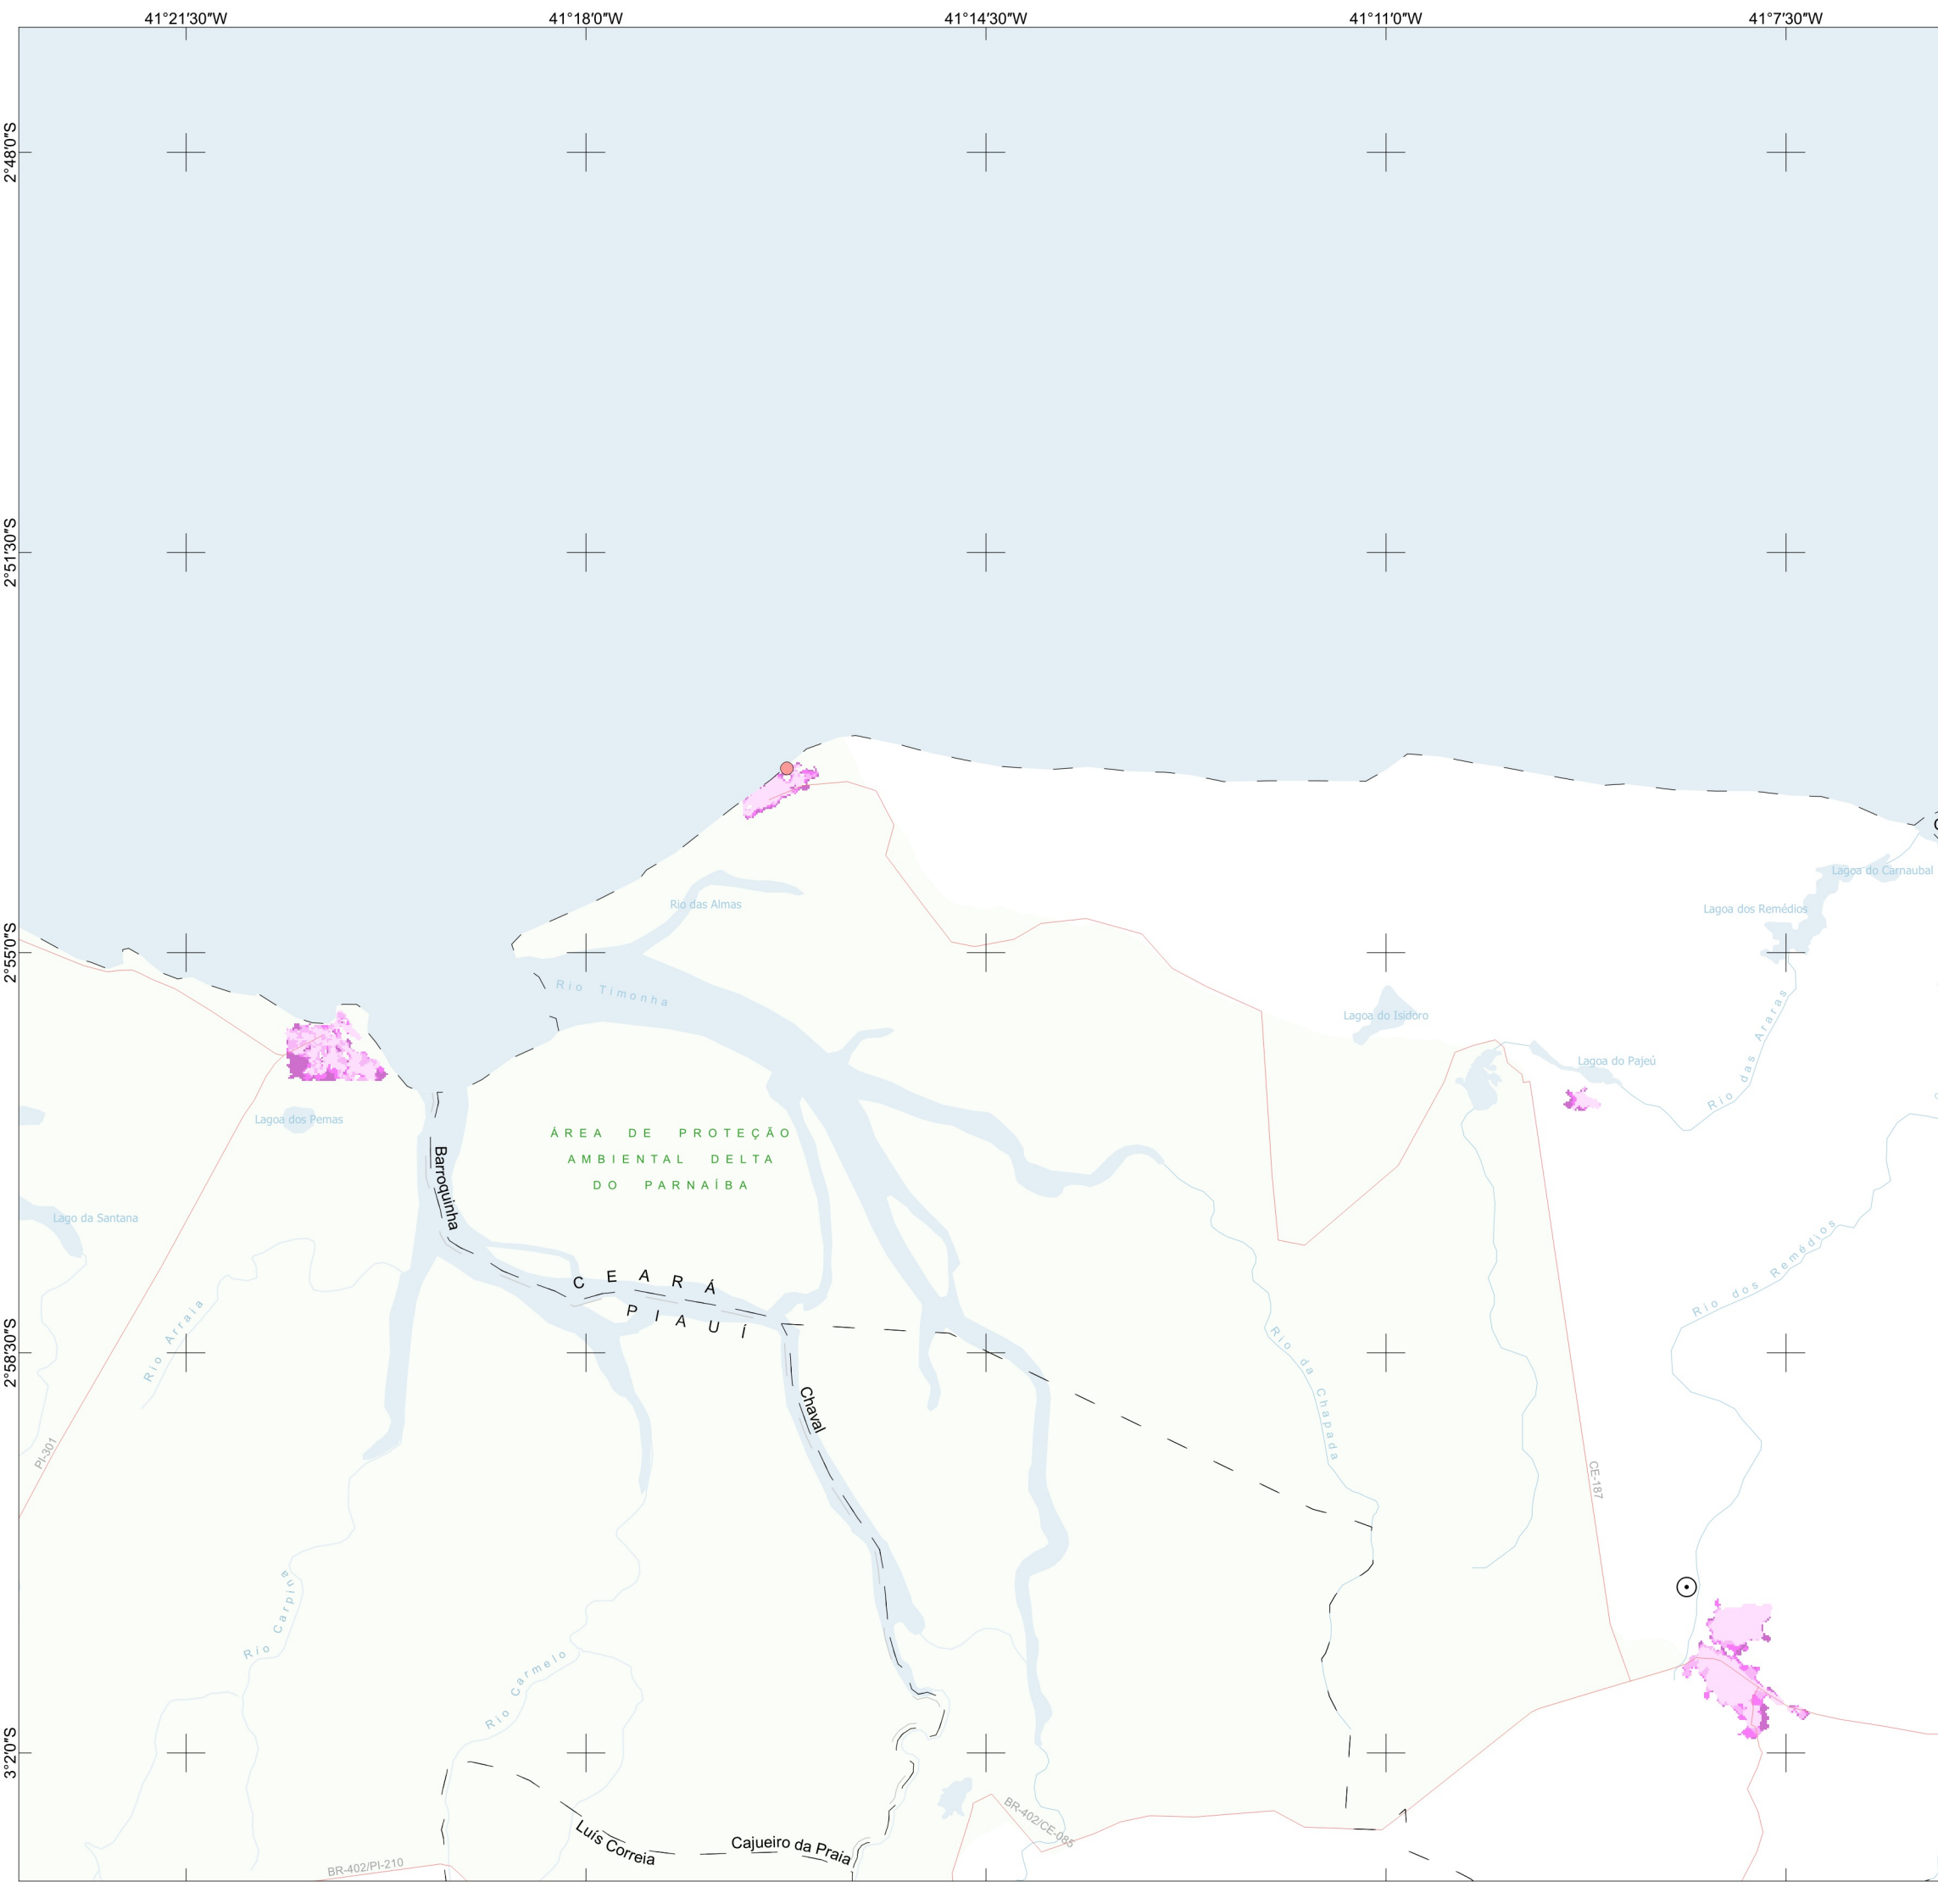 41°21'30"W
41°18'0"W
41°14'30"W
41°11'0"W
41°7'30"W
2°48'0"S
2°51'30"S
2°55'0"S
2°58'30"S
3°2'0"S
Lagoa do Carnaubal
Rio das Almas
Lagoa dos Remédios
Rio Timonha
Lagoa do Isidoro
Lagoa do Pajeú
Rio das Araras
Lagoa dos Pemas
ÁREA DE PROTEÇÃO
AMBIENTAL DELTA
DO PARNAÍBA
Barroquinha
Lago da Santana
Rio dos Remédios
CEARÁ
PIAUÍ
Rio Arraia
Rio da Chapada
Chaval
PI-301
CE-187
Rio Carpina
Rio Carmelo
BR-402/CE-085
Luís Correia
Cajueiro da Praia
BR-402/PI-210